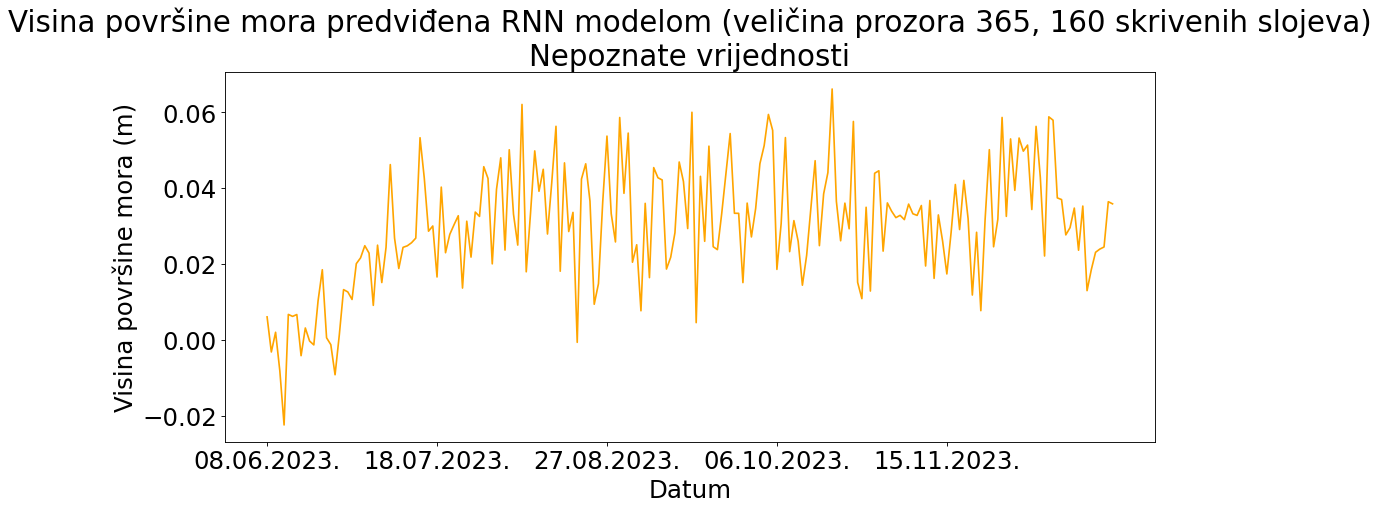 Visina površine mora predviđena RNN modelom (veličina prozora 365, 160 skrivenih slojeva)
Nepoznate vrijednosti
Visina površine mora (m)
0.06
0.04
0.02
0.00
−0.02
08.06.2023. 18.07.2023. 27.08.2023. 06.10.2023. 15.11.2023.
Datum